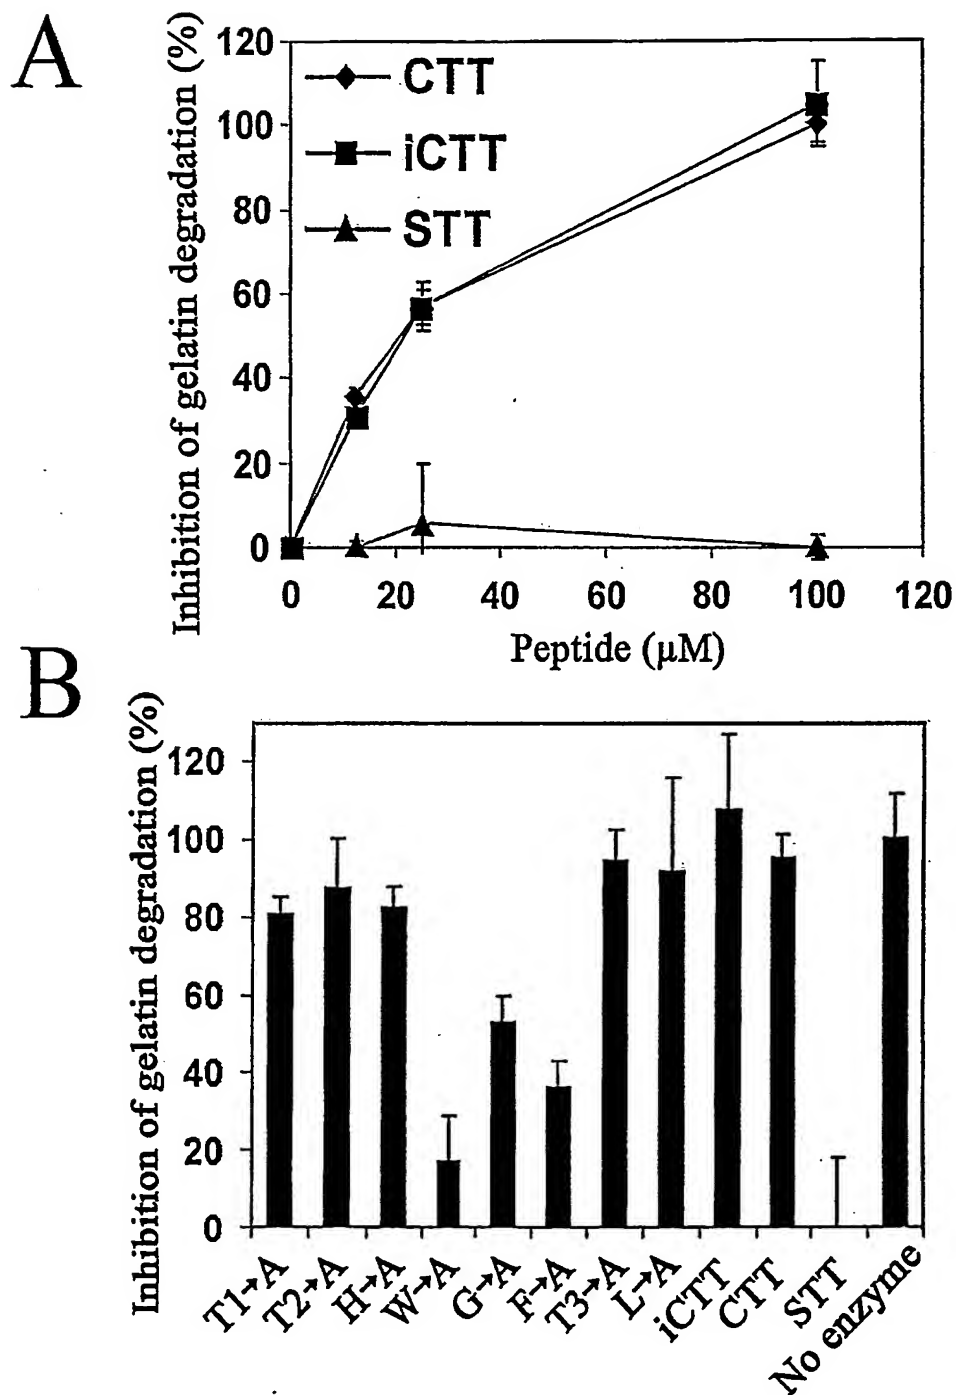 A
Inhibition of gelatin degradation (%)
120
100
80
60
40
20
0
CTT
iCTT
STT
0 20 40 60 80 100 120
Peptide (μM)
B
Inhibition of gelatin degradation (%)
120
100
80
60
40
20
0
T1→A
T2→A
H→A
W→A
G→A
F→A
T3→A
L→A
iCTT
CTT
STT
No enzyme